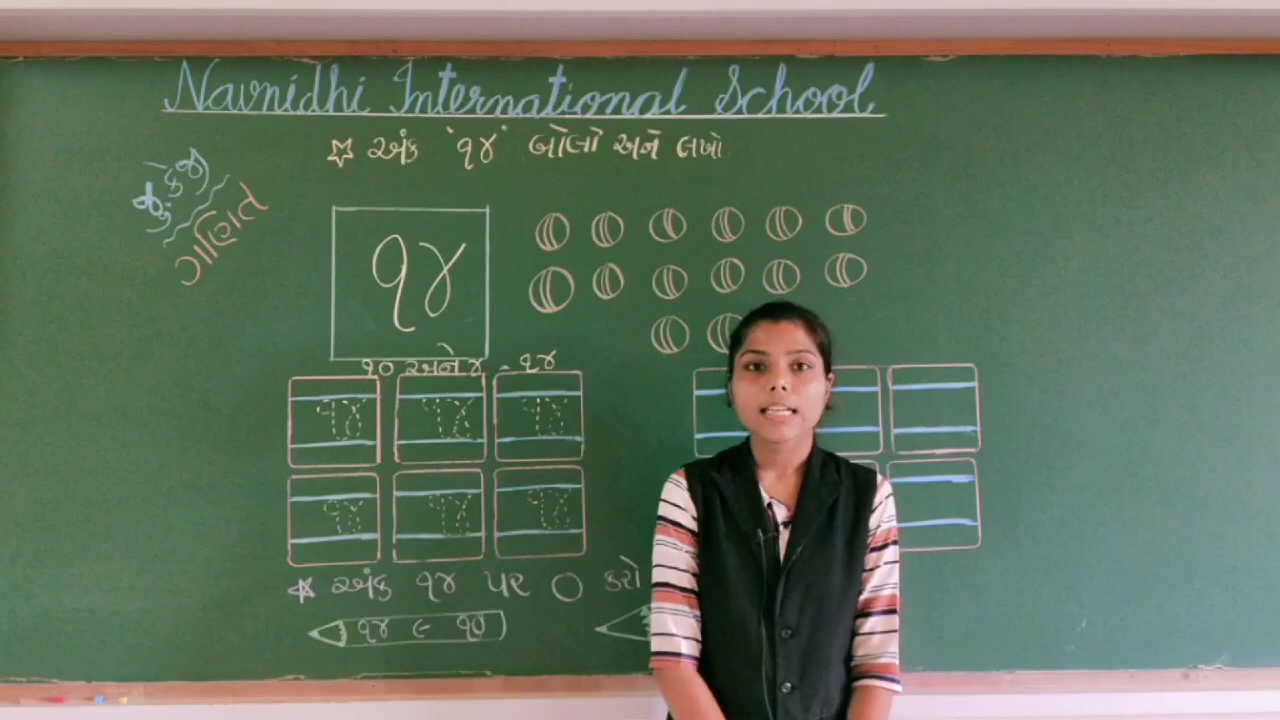 Navnidhi International School
☆ અંક '૧૪' બોલો અને લખો
જુ.કેજી
ગણિત
૧૪
૧૦ અને ૪ - ૧૪
૧૪ ૧૪ ૧૪
૧૪ ૧૪ ૧૪
☆ અંક ૧૪ પર ○ કરો
૧૪ ૯ ૧૦